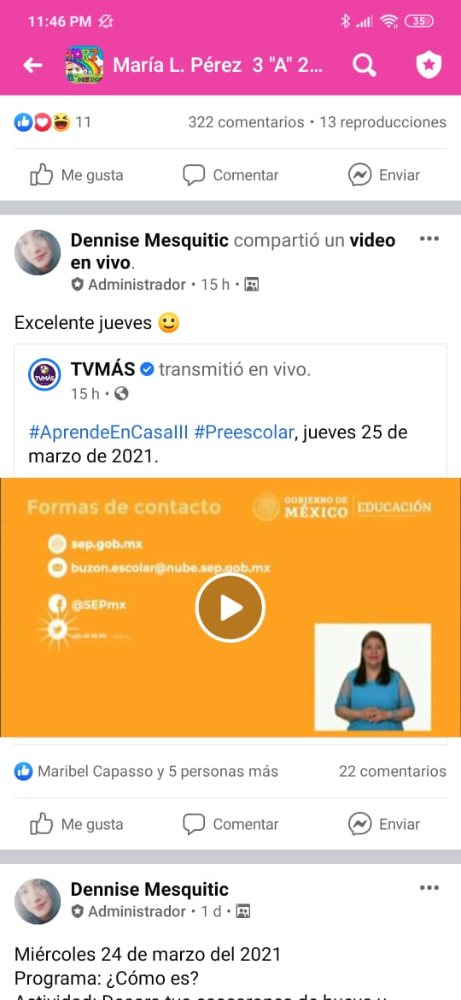 11:46 PM 35
María L. Pérez 3 "A" 2...
11 322 comentarios • 13 reproducciones
Me gusta Comentar Enviar
Dennise Mesquitic compartió un video
en vivo.
Administrador • 15 h •
Excelente jueves
TVMÁS transmitió en vivo.
15 h •
#AprendeEnCasaIII #Preescolar, jueves 25 de
marzo de 2021.
Formas de contacto
GOBIERNO DE
MÉXICO EDUCACIÓN
sep.gob.mx
buzon.escolar@nube.sep.gob.mx
@SEPmx
Maribel Capasso y 5 personas más 22 comentarios
Me gusta Comentar Enviar
Dennise Mesquitic
Administrador • 1 d •
Miércoles 24 de marzo del 2021
Programa: ¿Cómo es?